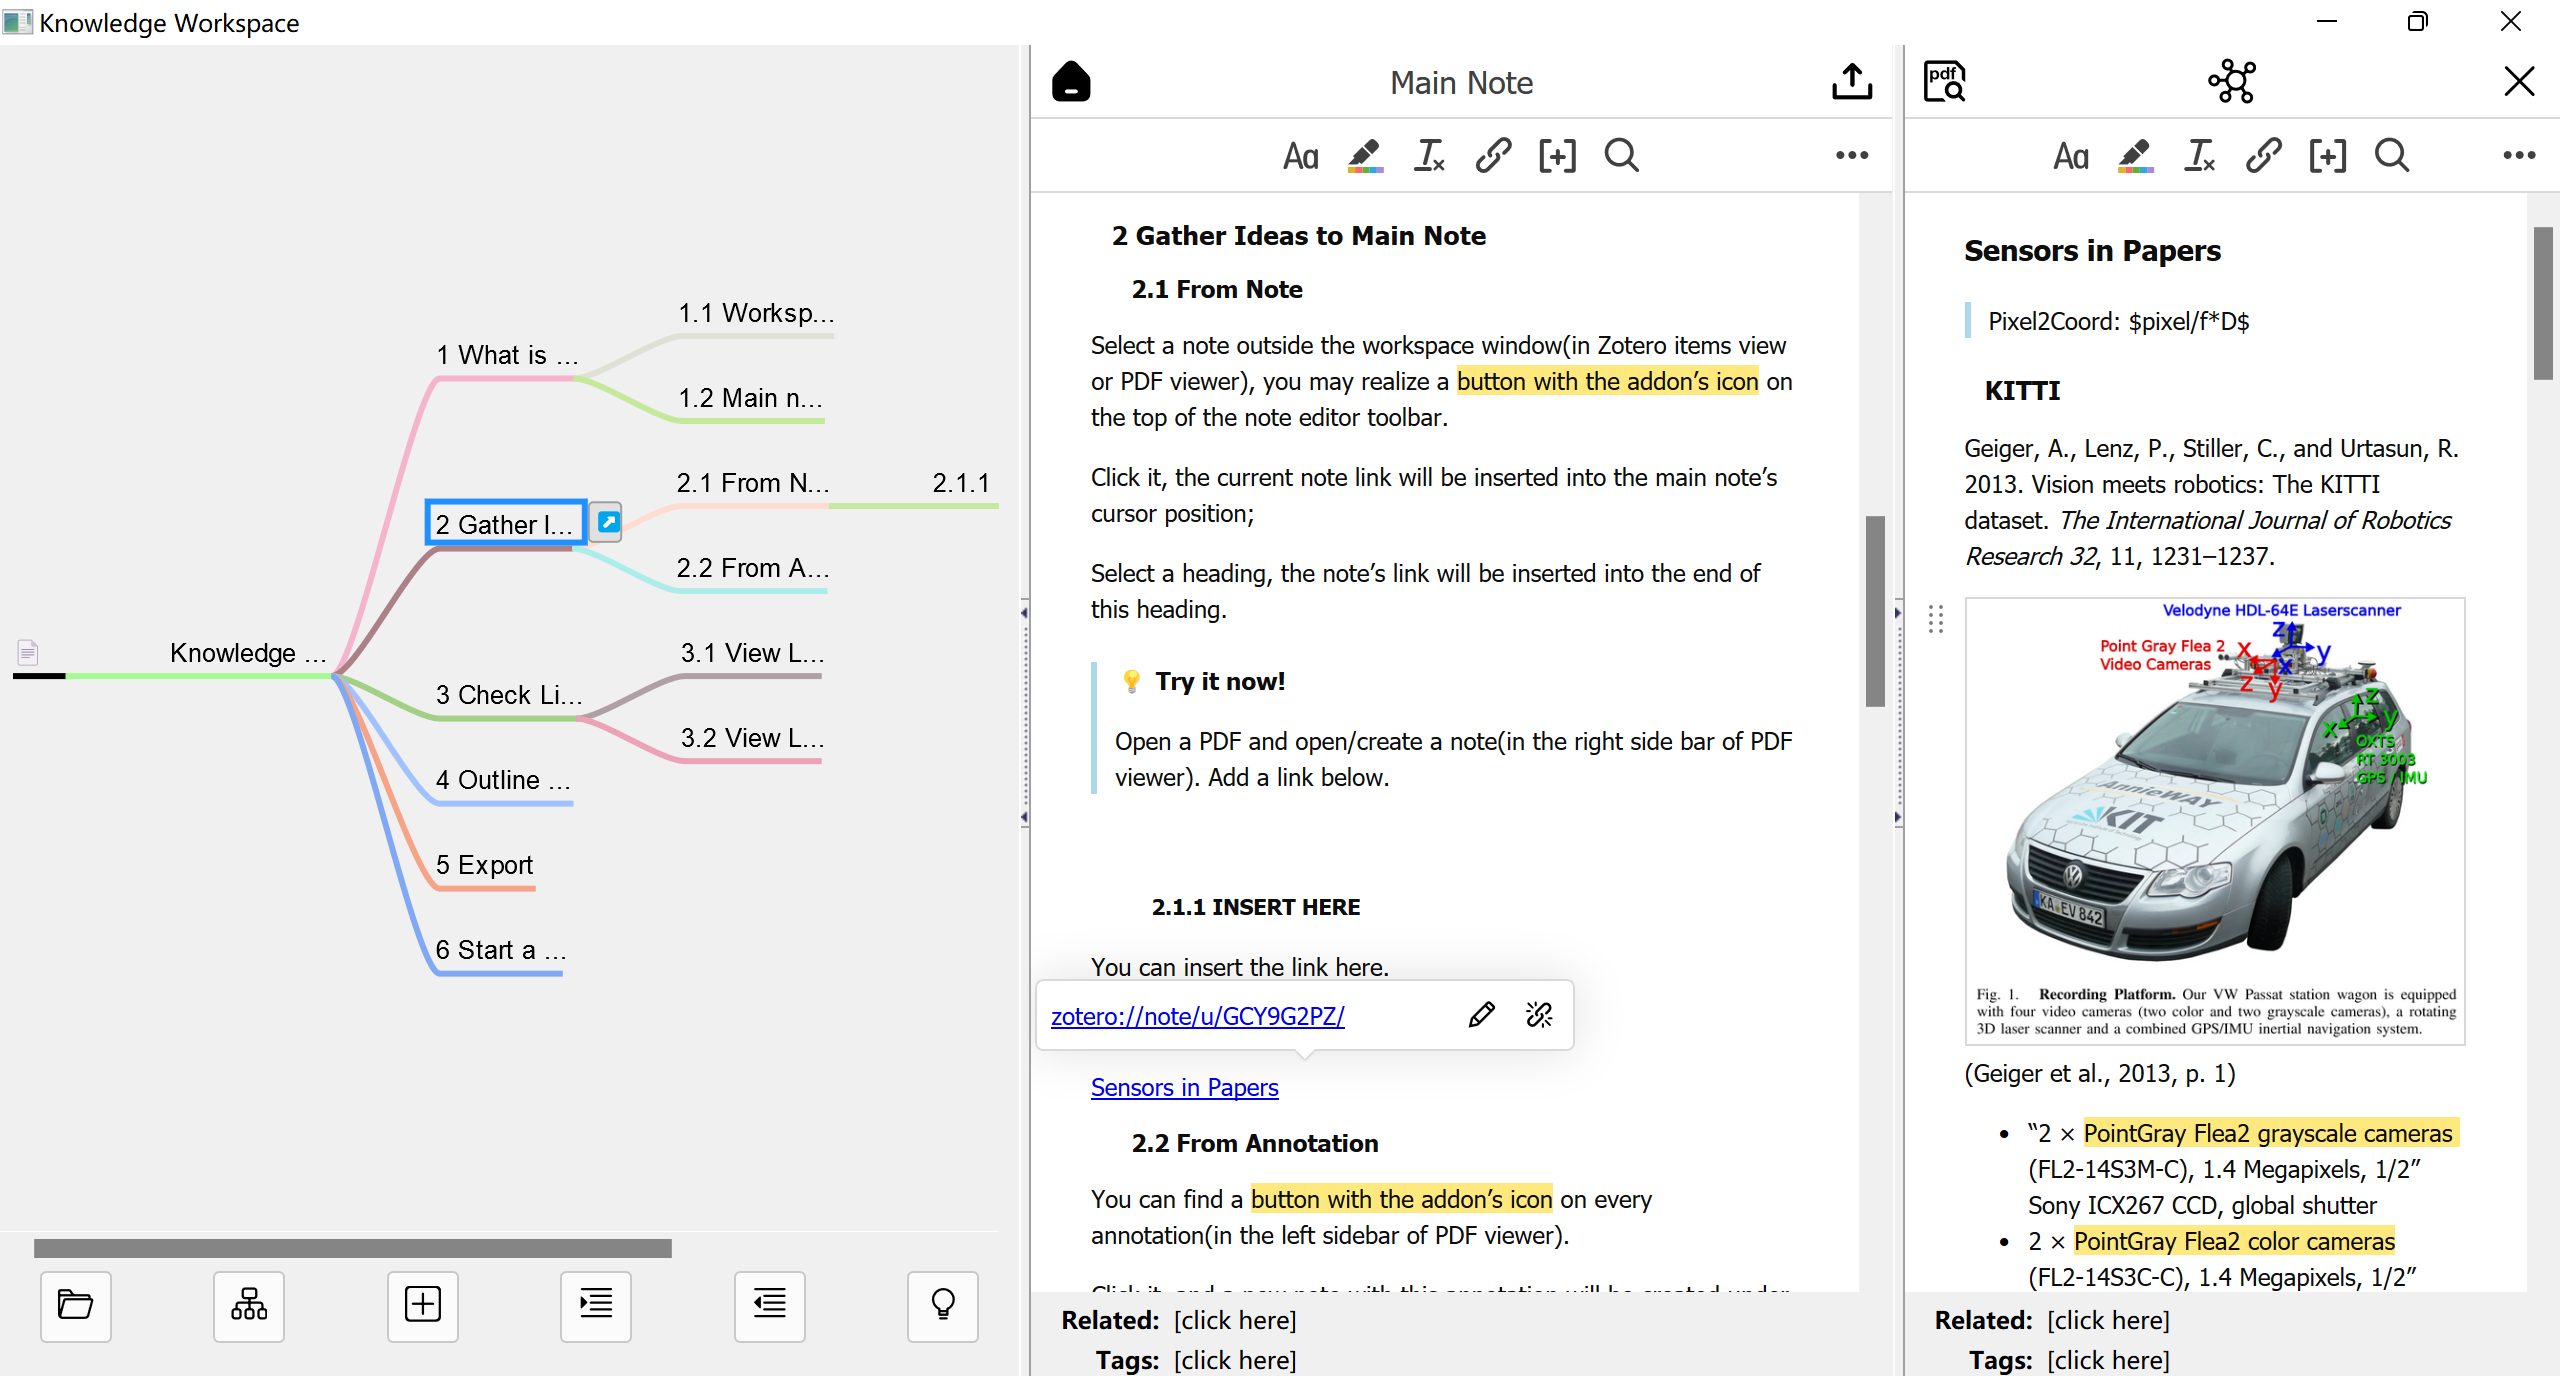 Knowledge Workspace
1.1 Worksp...
1 What is ...
1.2 Main n...
2.1 From N...
2.1.1
2 Gather I...
2.2 From A...
Knowledge ...
3.1 View L...
3 Check Li...
3.2 View L...
4 Outline ...
5 Export
6 Start a ...
Main Note
Aa
2 Gather Ideas to Main Note
2.1 From Note
Select a note outside the workspace window(in Zotero items view
or PDF viewer), you may realize a button with the addon’s icon on
the top of the note editor toolbar.
Click it, the current note link will be inserted into the main note’s
cursor position;
Select a heading, the note’s link will be inserted into the end of
this heading.
💡 Try it now!
Open a PDF and open/create a note(in the right side bar of PDF
viewer). Add a link below.
2.1.1 INSERT HERE
You can insert the link here.
zotero://note/u/GCY9G2PZ/
Sensors in Papers
2.2 From Annotation
You can find a button with the addon’s icon on every
annotation(in the left sidebar of PDF viewer).
Click it, and a new note with this annotation will be created under
Related: [click here]
Tags: [click here]
pdf
Aa
Sensors in Papers
Pixel2Coord: $pixel/f*D$
KITTI
Geiger, A., Lenz, P., Stiller, C., and Urtasun, R.
2013. Vision meets robotics: The KITTI
dataset. The International Journal of Robotics
Research 32, 11, 1231–1237.
Velodyne HDL-64E Laserscanner
Point Gray Flea 2
Video Cameras
z
x
y
x
z
y
z
x
y
OXTS
RT 3003
GPS / IMU
AnnieWAY
KIT
KA EV 842
Fig. 1. Recording Platform. Our VW Passat station wagon is equipped
with four video cameras (two color and two grayscale cameras), a rotating
3D laser scanner and a combined GPS/IMU inertial navigation system.
(Geiger et al., 2013, p. 1)
• “2 × PointGray Flea2 grayscale cameras
(FL2-14S3M-C), 1.4 Megapixels, 1/2”
Sony ICX267 CCD, global shutter
• 2 × PointGray Flea2 color cameras
(FL2-14S3C-C), 1.4 Megapixels, 1/2”
Related: [click here]
Tags: [click here]